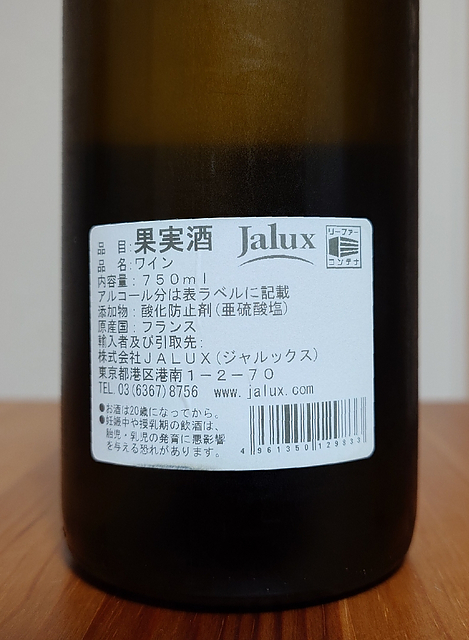 品 目:果実酒 Jalux リーファー コンテナ
品 名:ワイン
内容量:750ml
アルコール分は表ラベルに記載
添加物:酸化防止剤(亜硫酸塩)
原産国:フランス
輸入者及び引取先:
株式会社JALUX(ジャルックス)
東京都港区港南1-2-70
TEL.03(6367)8756 www.jalux.com
●お酒は20歳になってから。
●妊娠中や授乳期の飲酒は、
胎児・乳児の発育に悪影響
を与える恐れがあります。
4 961350 129833